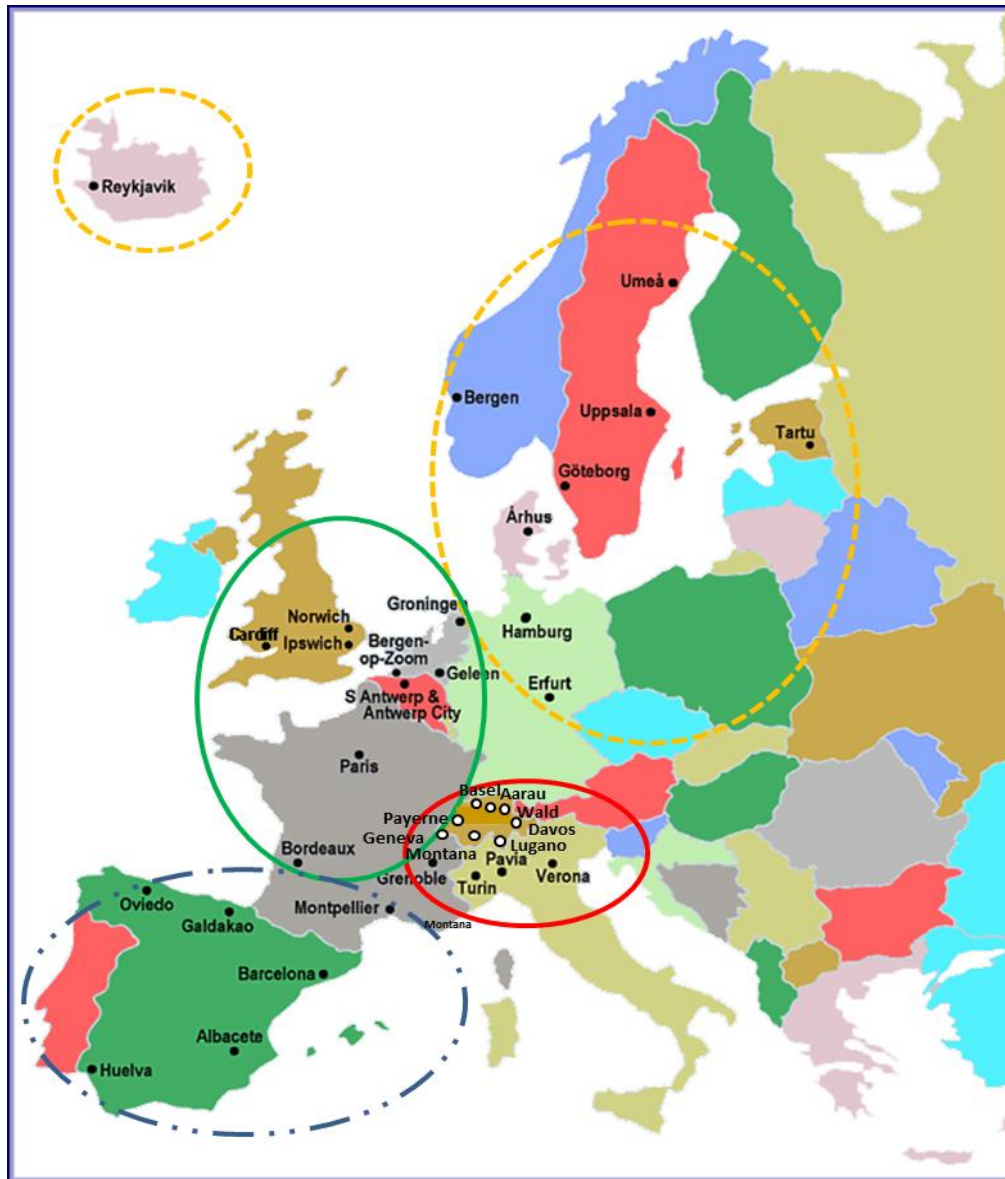 Reykjavik
Umeå
Bergen
Uppsala
Tartu
Göteborg
Århus
Groningen
Hamburg
Norwich
Cardiff
Ipswich
Bergen-
op-Zoom
Geleen
Erfurt
S Antwerp &
Antwerp City
Paris
Basel
Aarau
Payerne
Wald
Geneva
Davos
Lugano
Bordeaux
Montana
Pavia
Grenoble
Turin
Verona
Oviedo
Galdakao
Montpellier
Montana
Barcelona
Albacete
Huelva